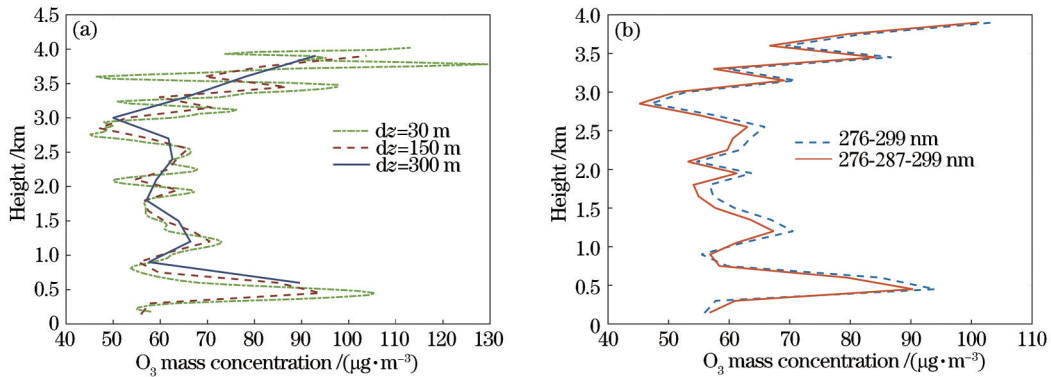 (a)
4.5
4.0
3.5
3.0
2.5
2.0
1.5
1.0
0.5
0
Height /km
dz=30 m
dz=150 m
dz=300 m
40 50 60 70 80 90 100 110 120 130
O₃ mass concentration /(μg·m⁻³)
(b)
4.0
3.5
3.0
2.5
2.0
1.5
1.0
0.5
0
Height /km
276-299 nm
276-287-299 nm
40 50 60 70 80 90 100 110
O₃ mass concentration /(μg·m⁻³)